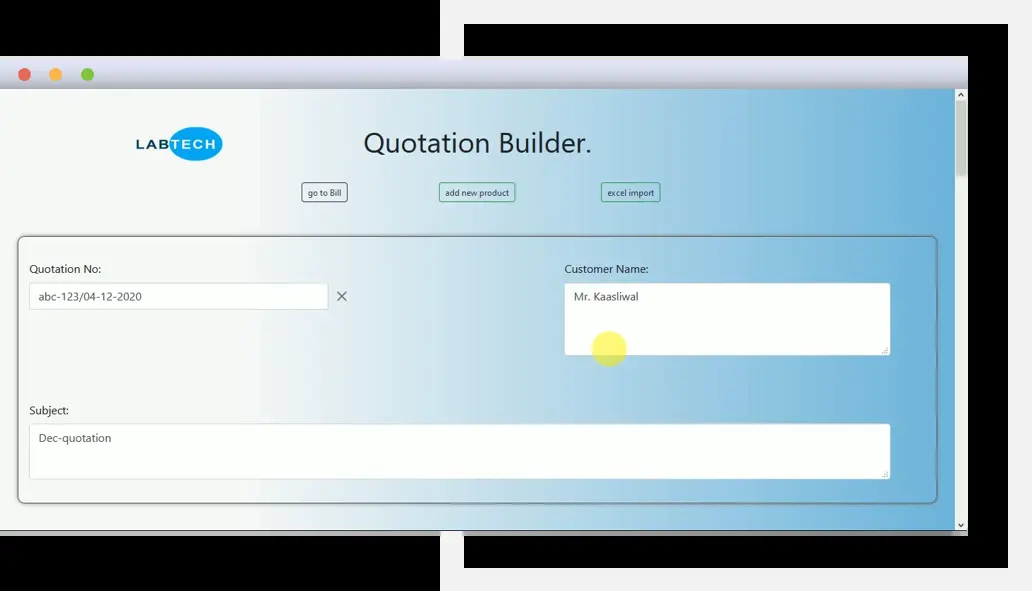 LABTECH
Quotation Builder.
go to Bill
add new product
excel import
Quotation No:
Customer Name:
abc-123/04-12-2020
Mr. Kaasliwal
Subject:
Dec-quotation